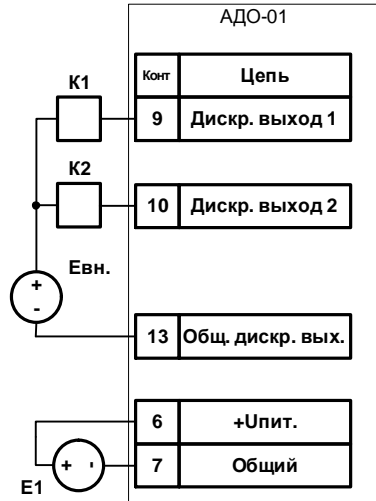 АДО-01
Конт Цепь
К1
9 Дискр. выход 1
К2
10 Дискр. выход 2
Евн.
+
-
13 Общ. дискр. вых.
6 +Uпит.
+ -
7 Общий
Е1